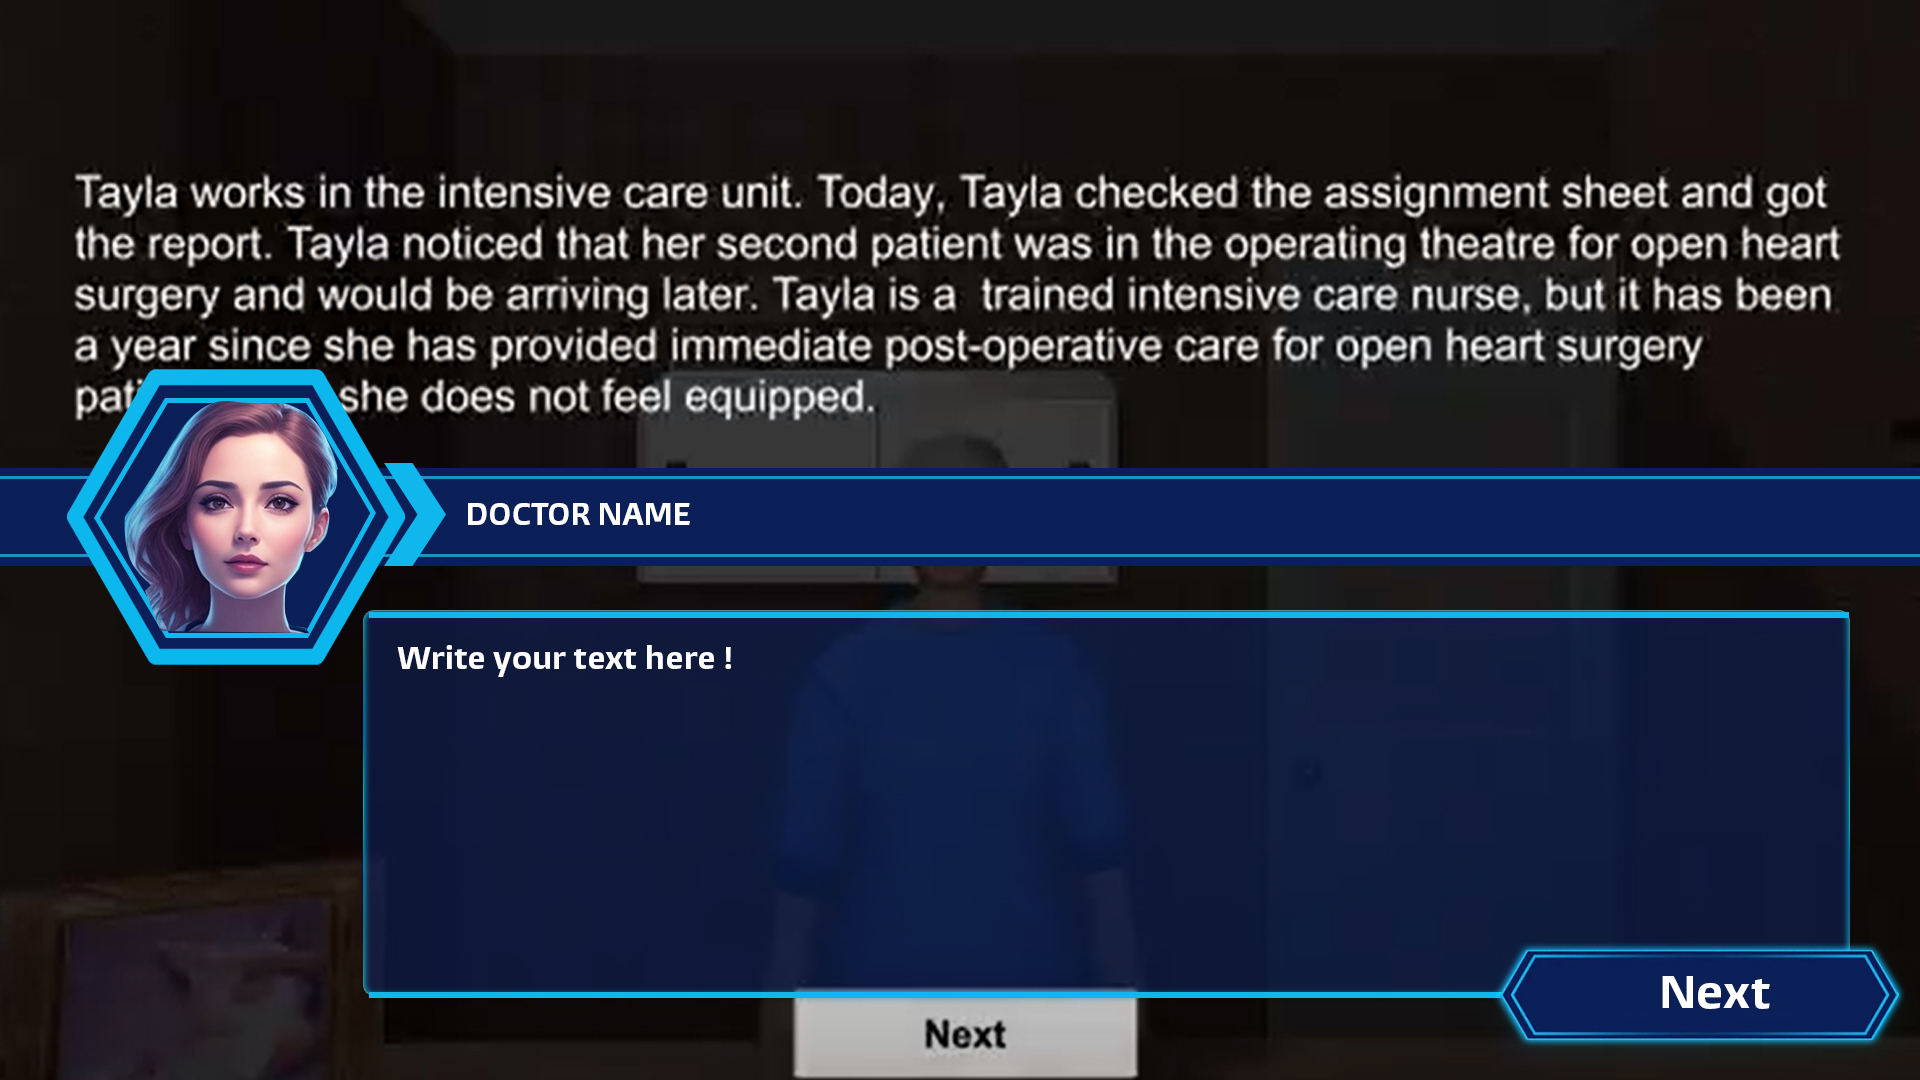 Tayla works in the intensive care unit. Today, Tayla checked the assignment sheet and got
the report. Tayla noticed that her second patient was in the operating theatre for open heart
surgery and would be arriving later. Tayla is a trained intensive care nurse, but it has been
a year since she has provided immediate post-operative care for open heart surgery
she does not feel equipped.
DOCTOR NAME
Write your text here !
Next
Next